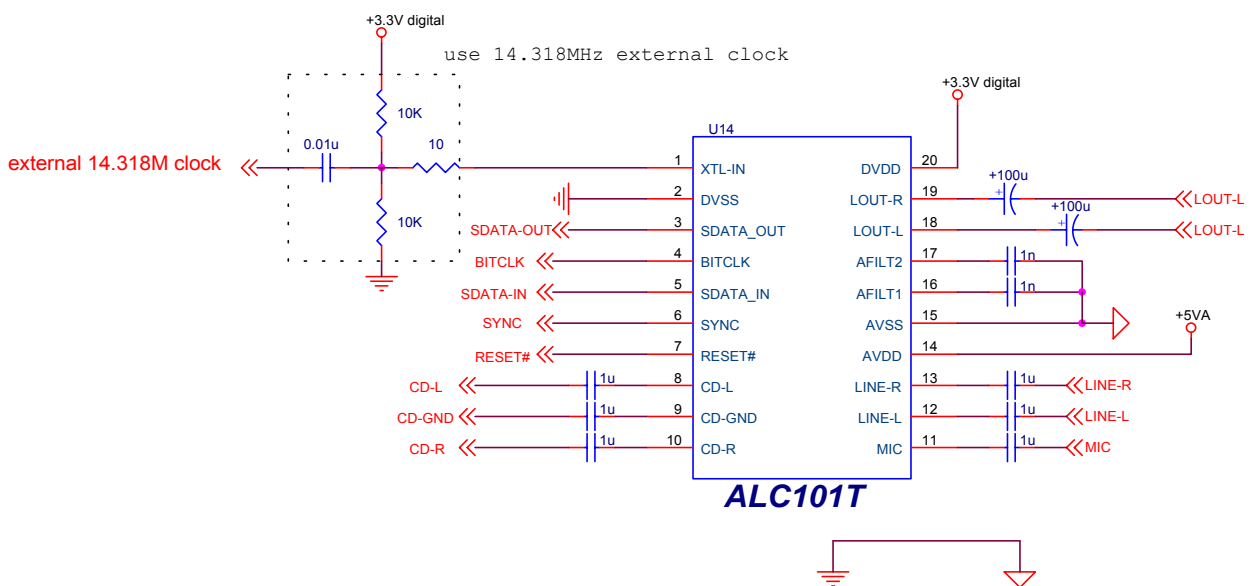 +3.3V digital
use 14.318MHz external clock
+3.3V digital
10K
U14
0.01u
10
external 14.318M clock
1 XTL-IN
DVDD 20
+100u
2 DVSS
LOUT-R 19
LOUT-L
+100u
10K
SDATA-OUT
3 SDATA_OUT
LOUT-L 18
LOUT-L
BITCLK
4 BITCLK
AFILT2 17
1n
SDATA-IN
5 SDATA_IN
AFILT1 16
1n
SYNC
6 SYNC
AVSS 15
+5VA
RESET#
7 RESET#
AVDD 14
CD-L
1u
8 CD-L
LINE-R 13
1u
LINE-R
CD-GND
1u
9 CD-GND
LINE-L 12
1u
LINE-L
CD-R
1u
10 CD-R
MIC 11
1u
MIC
ALC101T